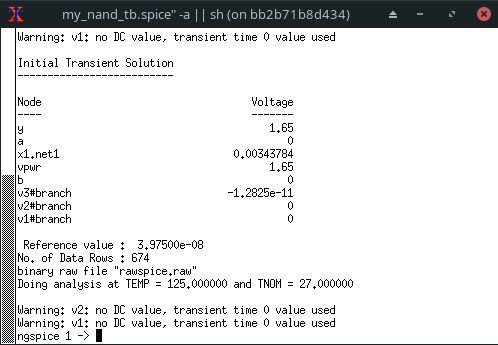 my_nand_tb.spice" -a || sh (on bb2b71b8d434)
Warning: v1: no DC value, transient time 0 value used
Initial Transient Solution
--------------------------
Node Voltage
---- -------
y 1.65
a 0
x1.net1 0.00343784
vpwr 1.65
b 0
v3#branch -1.2825e-11
v2#branch 0
v1#branch 0
Reference value : 3.97500e-08
No. of Data Rows : 674
binary raw file "rawspice.raw"
Doing analysis at TEMP = 125.000000 and TNOM = 27.000000
Warning: v2: no DC value, transient time 0 value used
Warning: v1: no DC value, transient time 0 value used
ngspice 1 ->